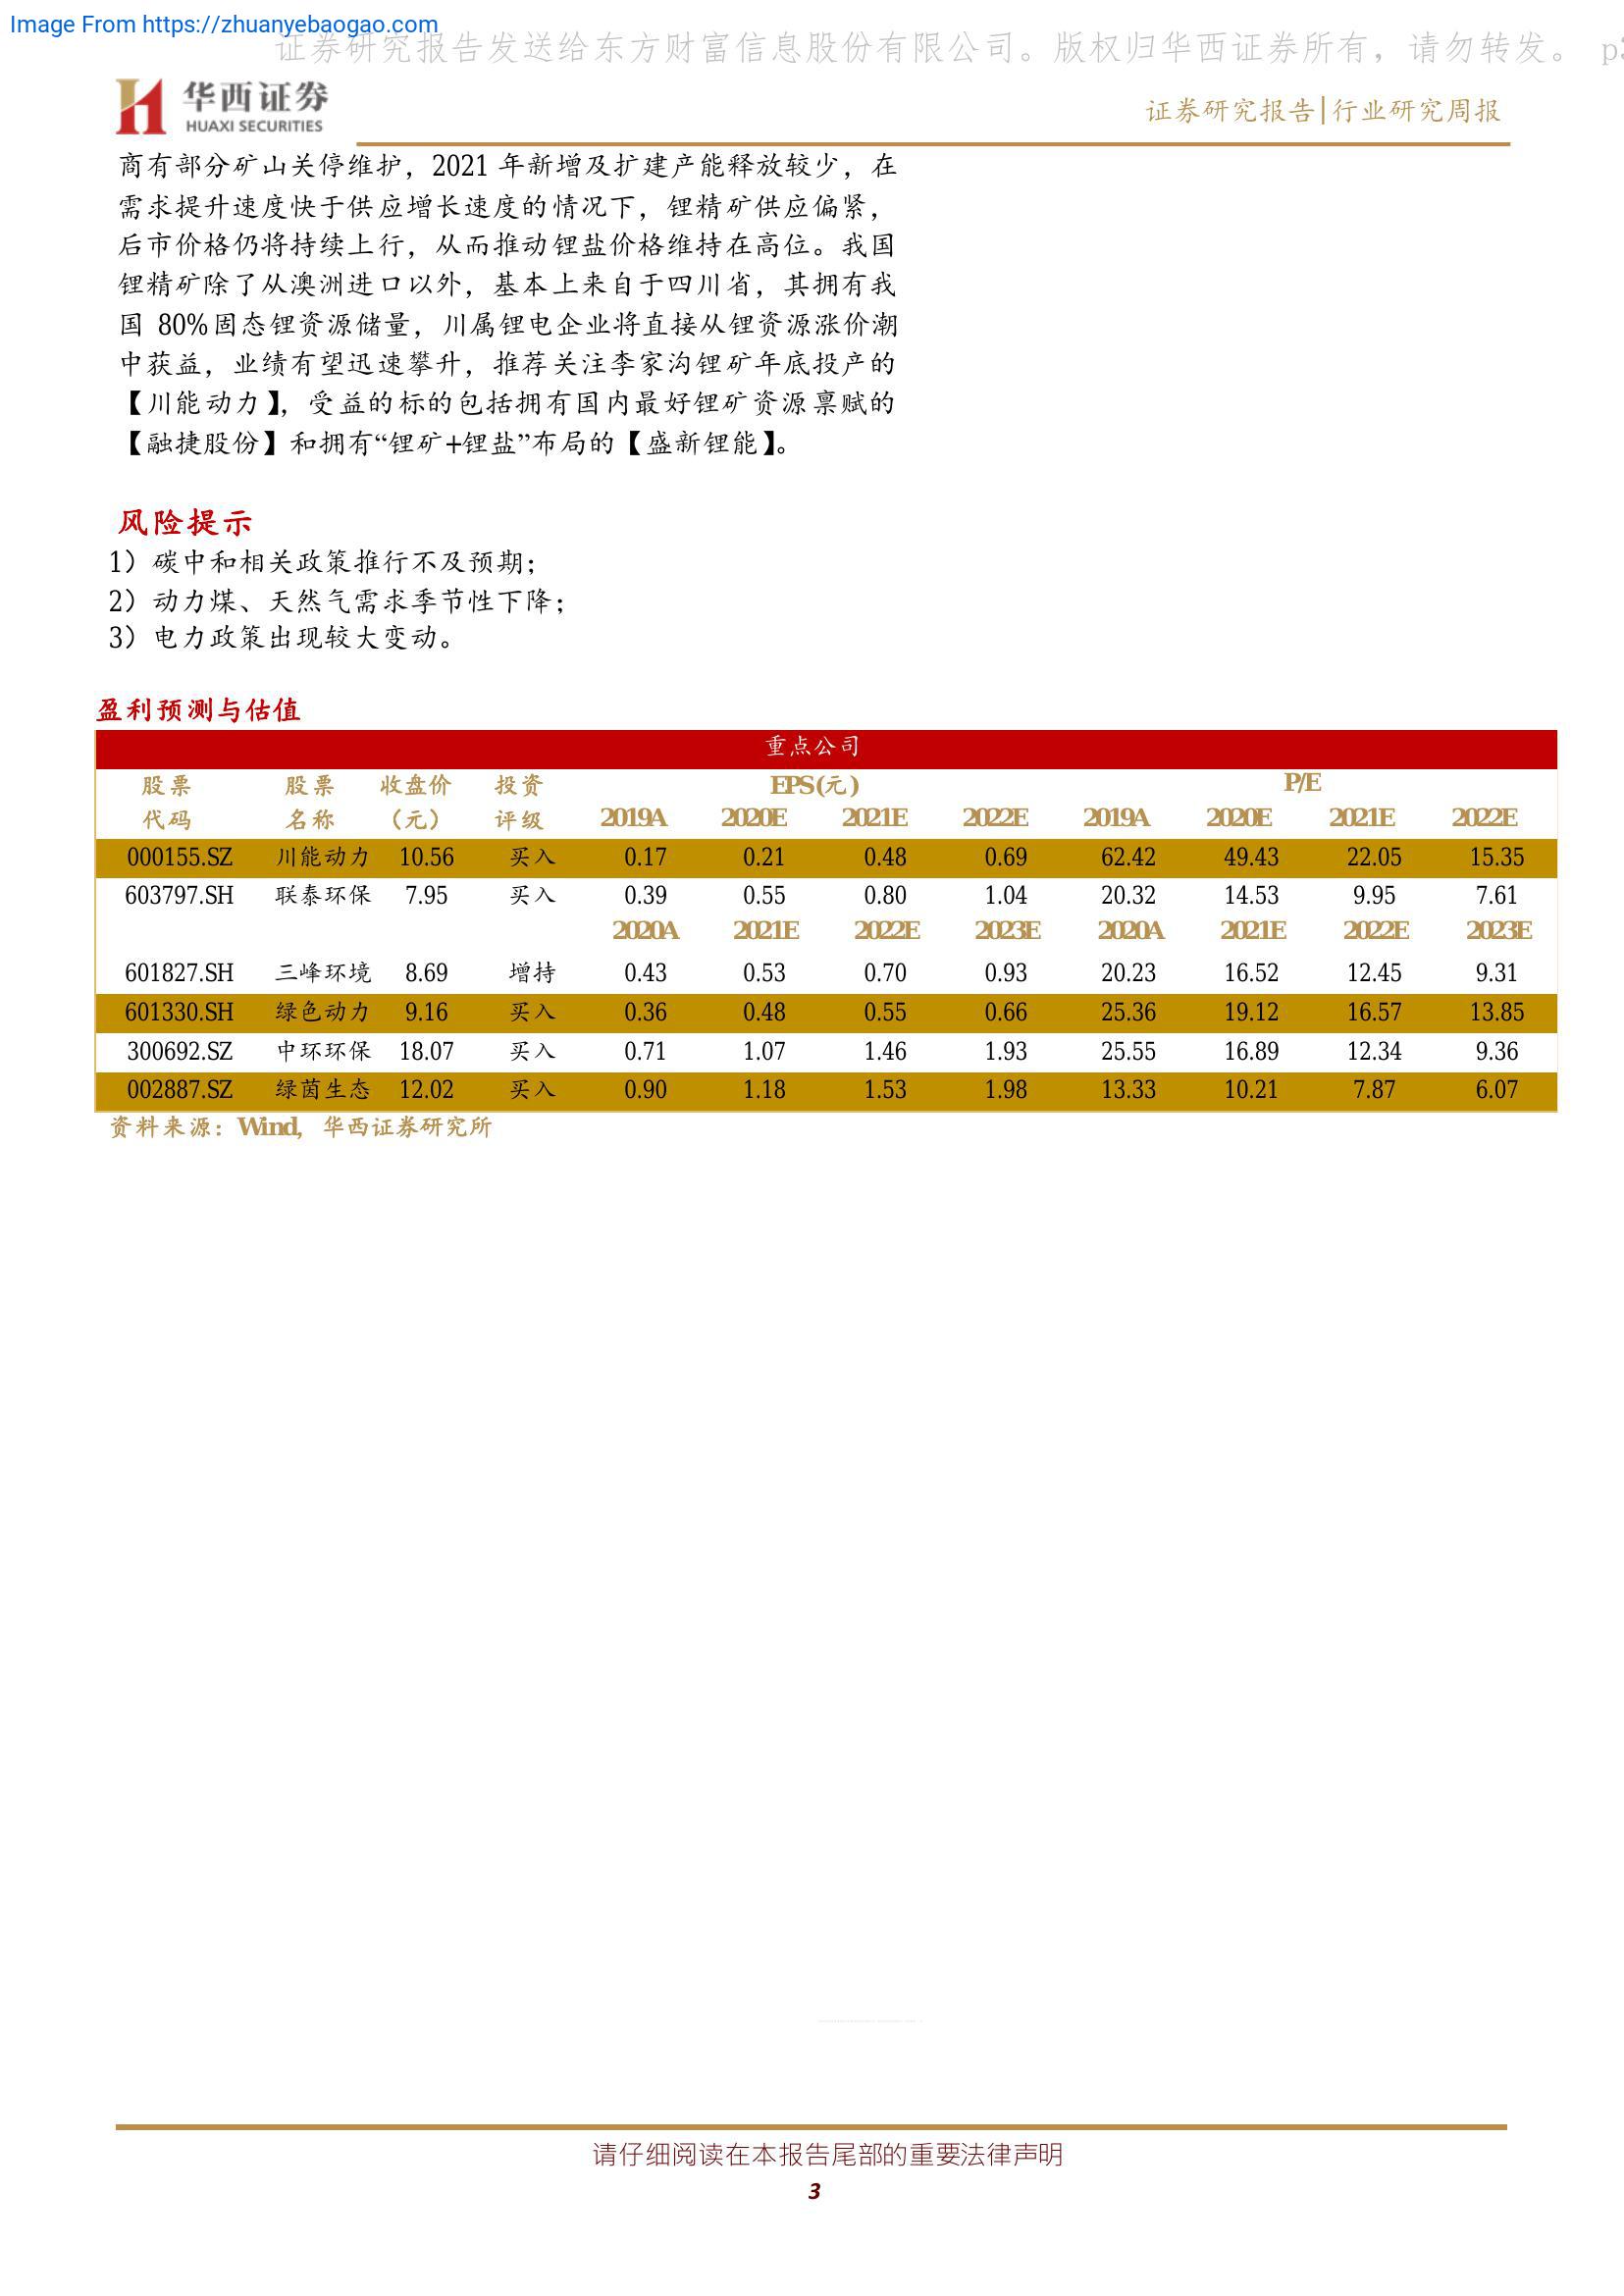 Image From https://zhuanyebaogao.com
证券研究报告发送给东方财富信息股份有限公司。版权归华西证券所有，请勿转发。 p3
华西证券
HUAXI SECURITIES
证券研究报告|行业研究周报
商有部分矿山关停维护，2021 年新增及扩建产能释放较少，在
需求提升速度快于供应增长速度的情况下，锂精矿供应偏紧，
后市价格仍将持续上行，从而推动锂盐价格维持在高位。我国
锂精矿除了从澳洲进口以外，基本上来自于四川省，其拥有我
国 80%固态锂资源储量，川属锂电企业将直接从锂资源涨价潮
中获益，业绩有望迅速攀升，推荐关注李家沟锂矿年底投产的
【川能动力】，受益的标的包括拥有国内最好锂矿资源禀赋的
【融捷股份】和拥有“锂矿+锂盐”布局的【盛新锂能】。
风险提示
1）碳中和相关政策推行不及预期；
2）动力煤、天然气需求季节性下降；
3）电力政策出现较大变动。
盈利预测与估值
重点公司
股票 股票 收盘价 投资 EPS(元) P/E
代码 名称 （元） 评级 2019A 2020E 2021E 2022E 2019A 2020E 2021E 2022E
000155.SZ 川能动力 10.56 买入 0.17 0.21 0.48 0.69 62.42 49.43 22.05 15.35
603797.SH 联泰环保 7.95 买入 0.39 0.55 0.80 1.04 20.32 14.53 9.95 7.61
2020A 2021E 2022E 2023E 2020A 2021E 2022E 2023E
601827.SH 三峰环境 8.69 增持 0.43 0.53 0.70 0.93 20.23 16.52 12.45 9.31
601330.SH 绿色动力 9.16 买入 0.36 0.48 0.55 0.66 25.36 19.12 16.57 13.85
300692.SZ 中环环保 18.07 买入 0.71 1.07 1.46 1.93 25.55 16.89 12.34 9.36
002887.SZ 绿茵生态 12.02 买入 0.90 1.18 1.53 1.98 13.33 10.21 7.87 6.07
资料来源：Wind，华西证券研究所
请仔细阅读在本报告尾部的重要法律声明
3